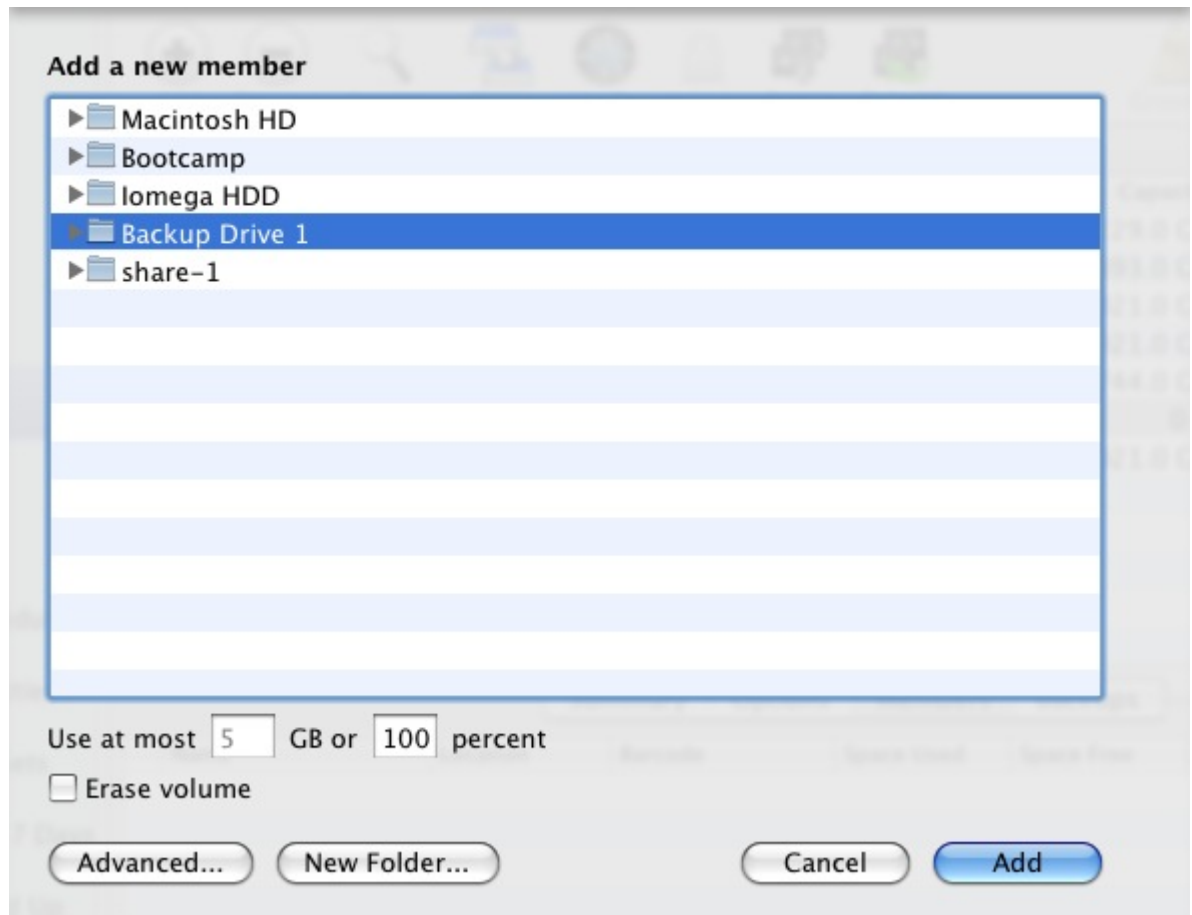 Add a new member
Macintosh HD
Bootcamp
Iomega HDD
Backup Drive 1
share-1
Use at most 5 GB or 100 percent
Erase volume
Advanced... New Folder... Cancel Add